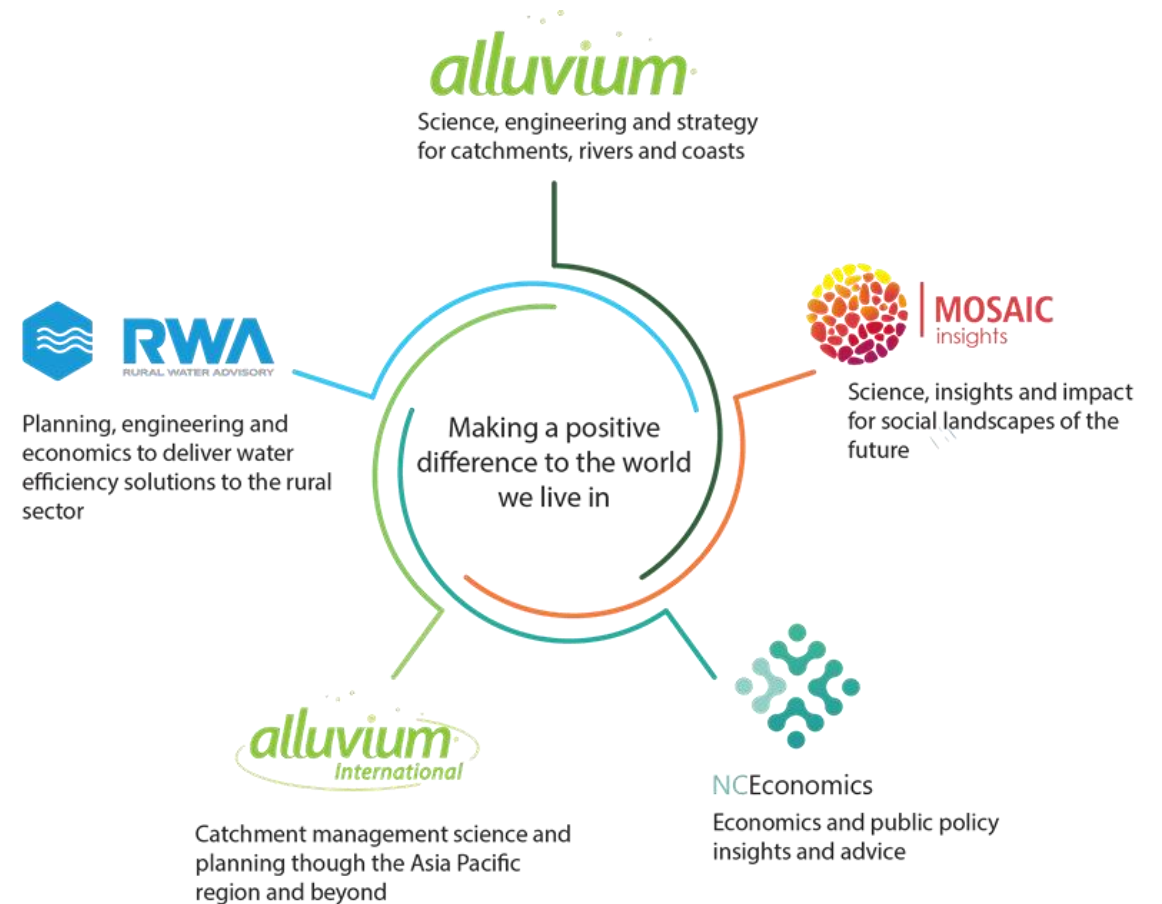 alluvium
Science, engineering and strategy
for catchments, rivers and coasts
RWA
RURAL WATER ADVISORY
Planning, engineering and
economics to deliver water
efficiency solutions to the rural
sector
MOSAIC
insights
Science, insights and impact
for social landscapes of the
future
Making a positive
difference to the world
we live in
alluvium
International
Catchment management science and
planning though the Asia Pacific
region and beyond
NCEconomics
Economics and public policy
insights and advice